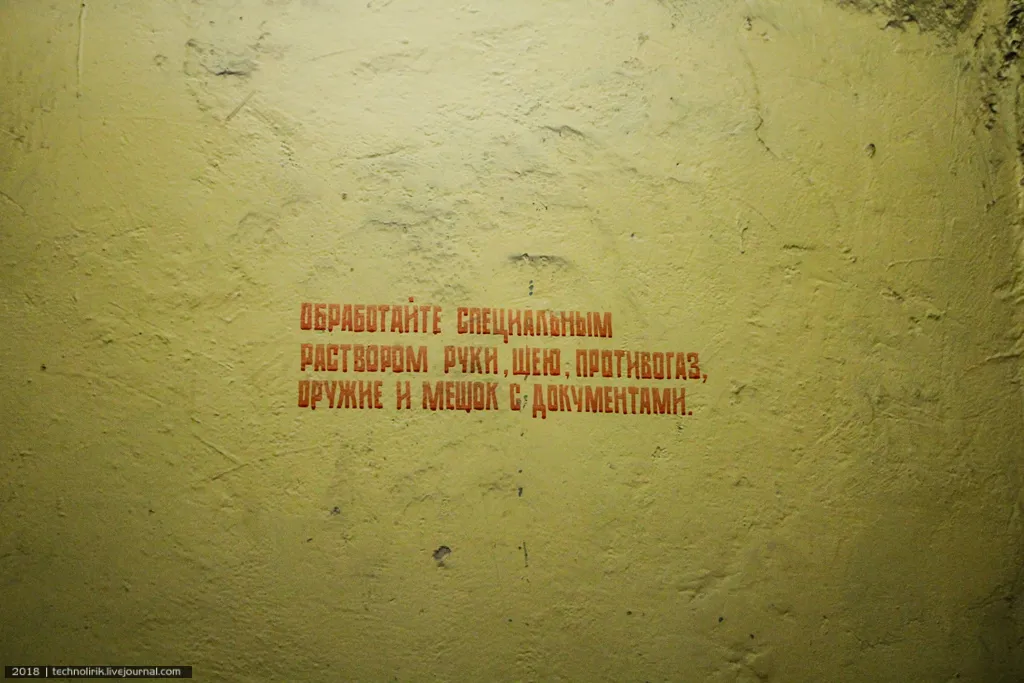 ОБРАБОТАЙТЕ СПЕЦИАЛЬНЫМ
РАСТВОРОМ РУКИ, ШЕЮ, ПРОТИВОГАЗ,
ОРУЖИЕ И МЕШОК С ДОКУМЕНТАМИ.
2018 | technolirik.livejournal.com